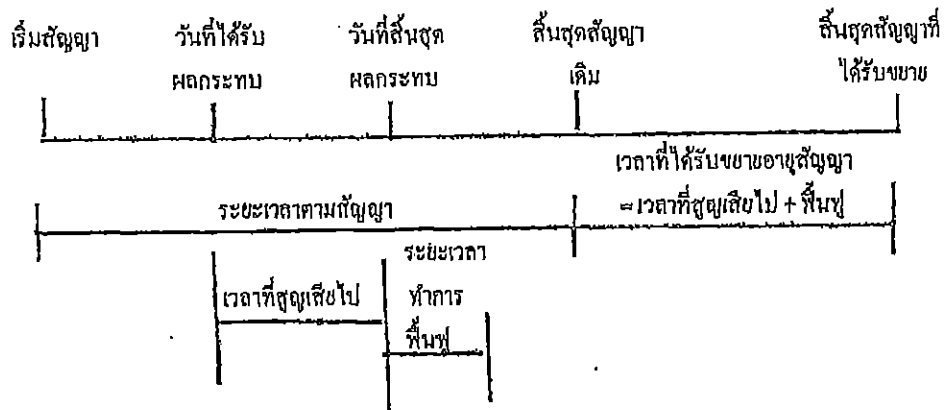 เริ่มสัญญา วันที่ได้รับ วันที่สิ้นสุด สิ้นสุดสัญญา สิ้นสุดสัญญาที่
ผลกระทบ ผลกระทบ เดิม ได้รับขยาย
เวลาที่ได้รับขยายอายุสัญญา
ระยะเวลาตามสัญญา =เวลาที่สูญเสียไป + ฟื้นฟู
ระยะเวลา
เวลาที่สูญเสียไป ทำการ
ฟื้นฟู